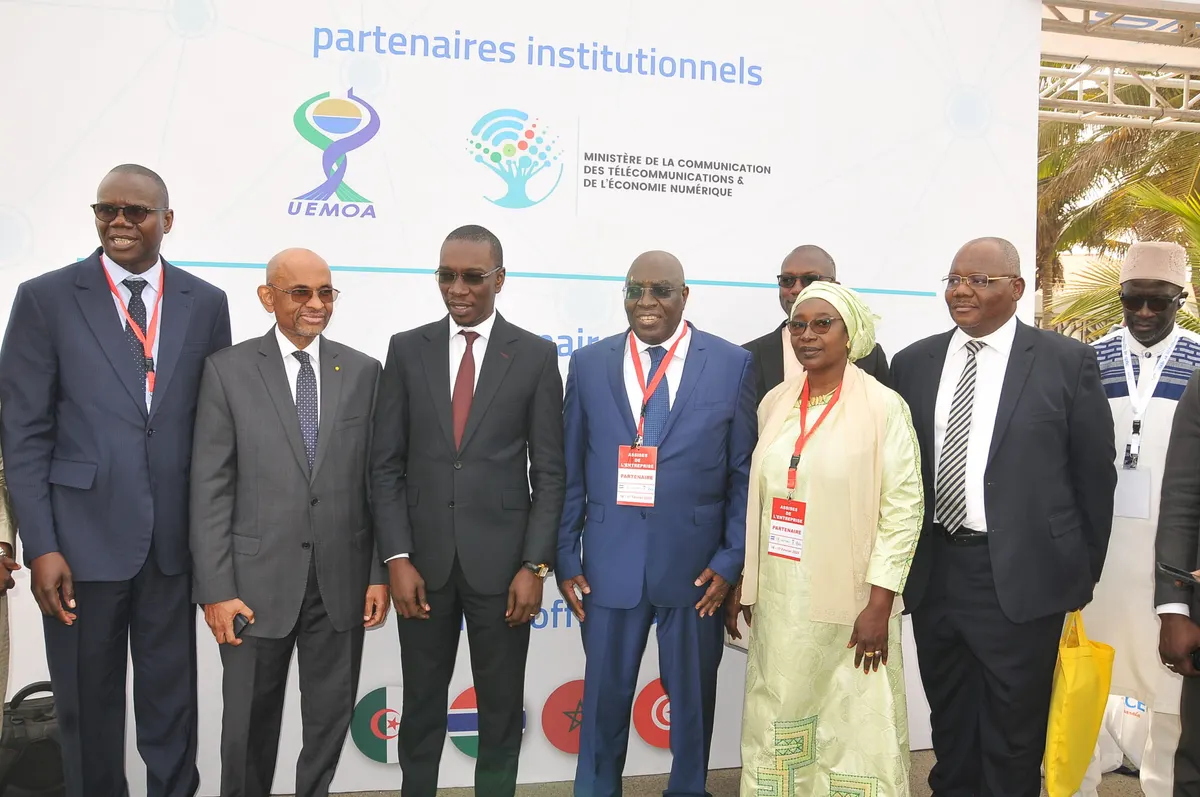 partenaires institutionnels
UEMOA
MINISTÈRE DE LA COMMUNICATION
DES TÉLÉCOMMUNICATIONS &
DE L'ÉCONOMIE NUMÉRIQUE
ASSISES
DE
L'ENTREPRISE
PARTENAIRE
ASSISES
DE
L'ENTREPRISE
PARTENAIRE